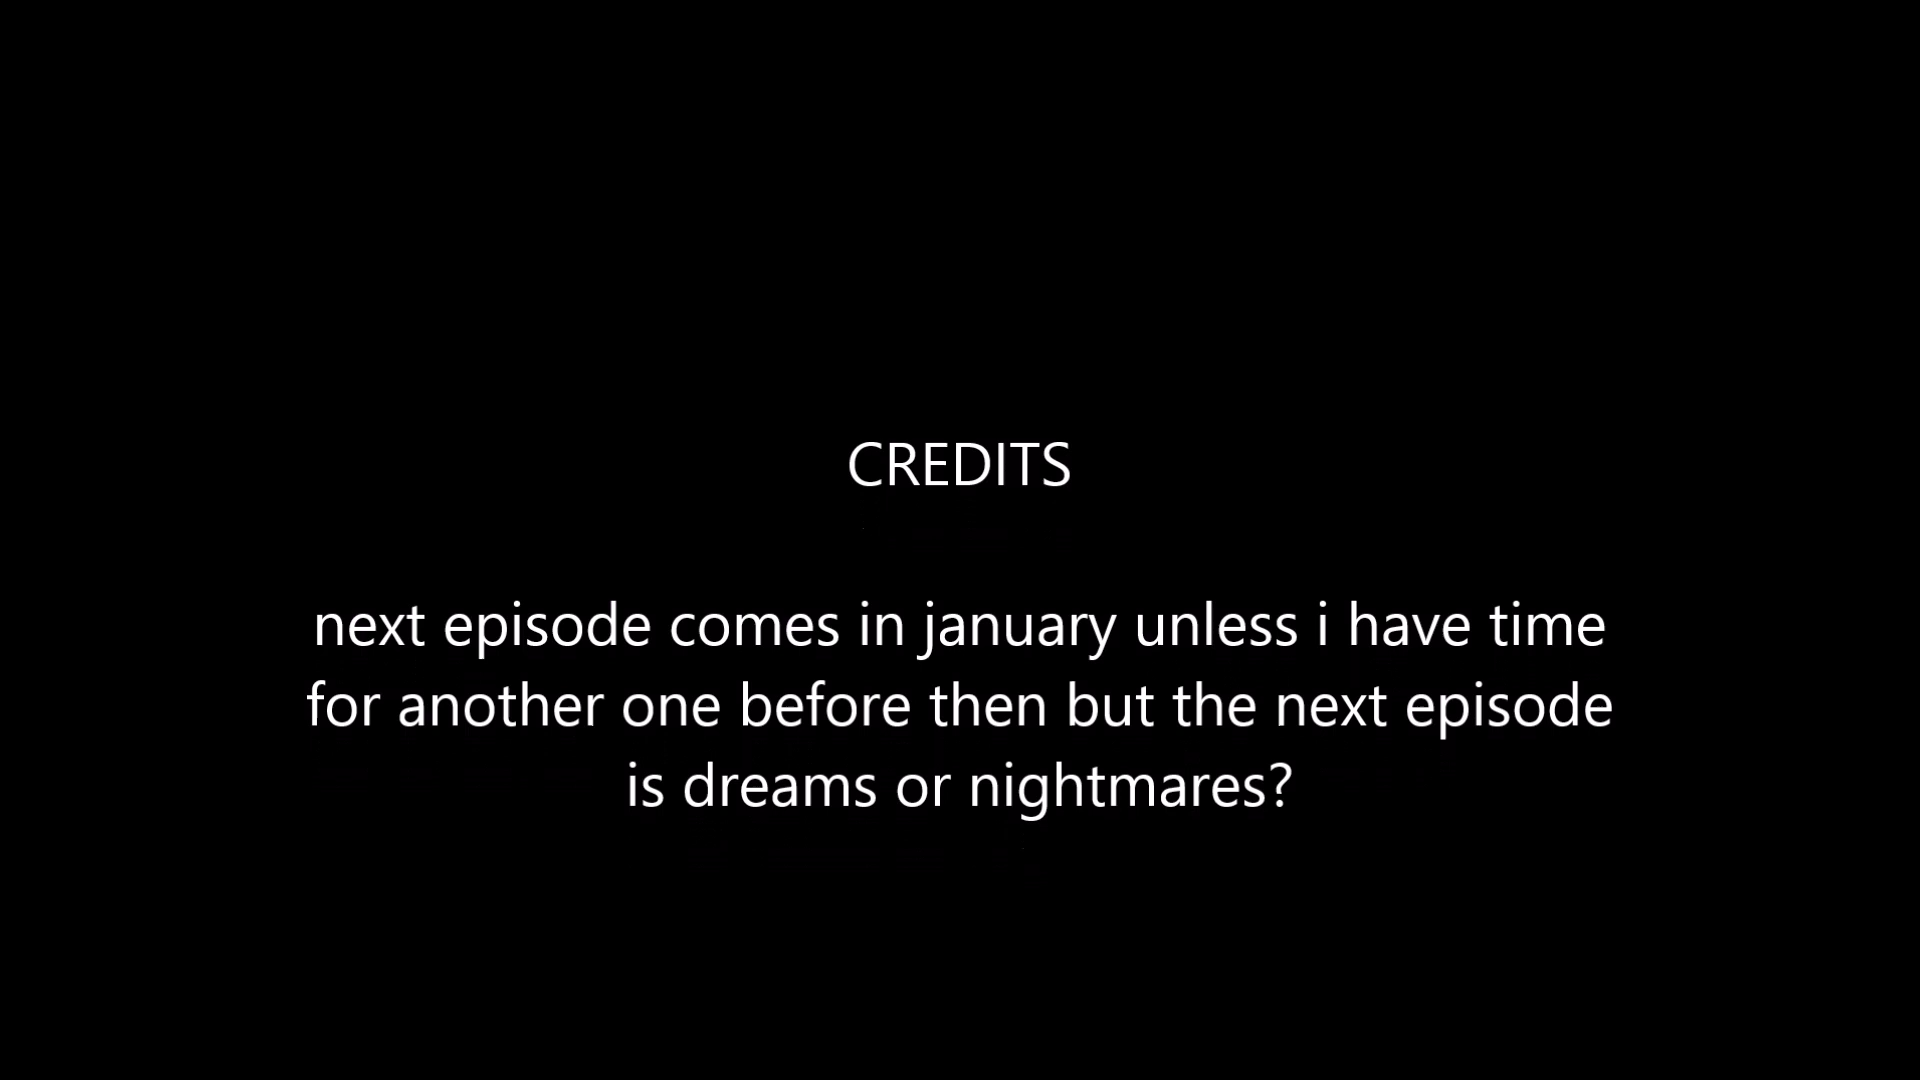 CREDITS
next episode comes in january unless i have time
for another one before then but the next episode
is dreams or nightmares?